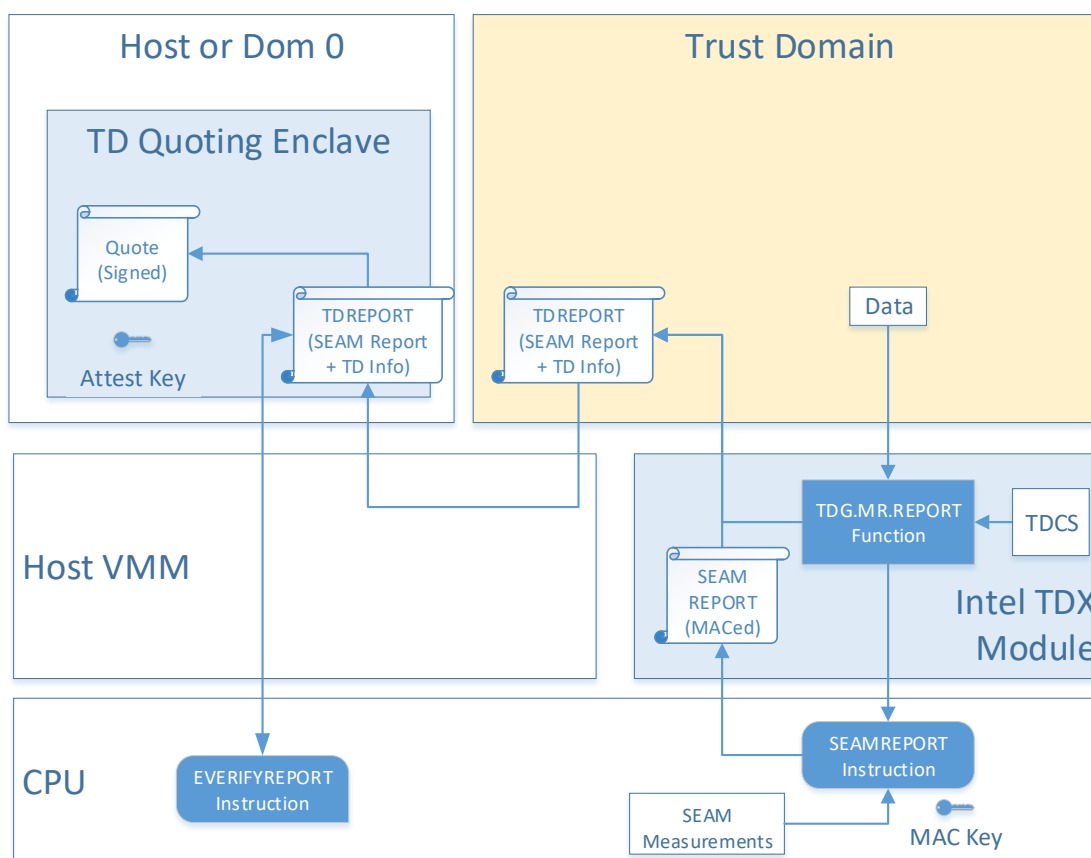 Host or Dom 0
Trust Domain
TD Quoting Enclave
Quote
(Signed)
Attest Key
TDREPORT
(SEAM Report
+ TD Info)
TDREPORT
(SEAM Report
+ TD Info)
Data
Host VMM
TDG.MR.REPORT
Function
TDCS
SEAM
REPORT
(MACed)
Intel TDX
Module
CPU
EVERIFYREPORT
Instruction
SEAMREPORT
Instruction
SEAM
Measurements
MAC Key